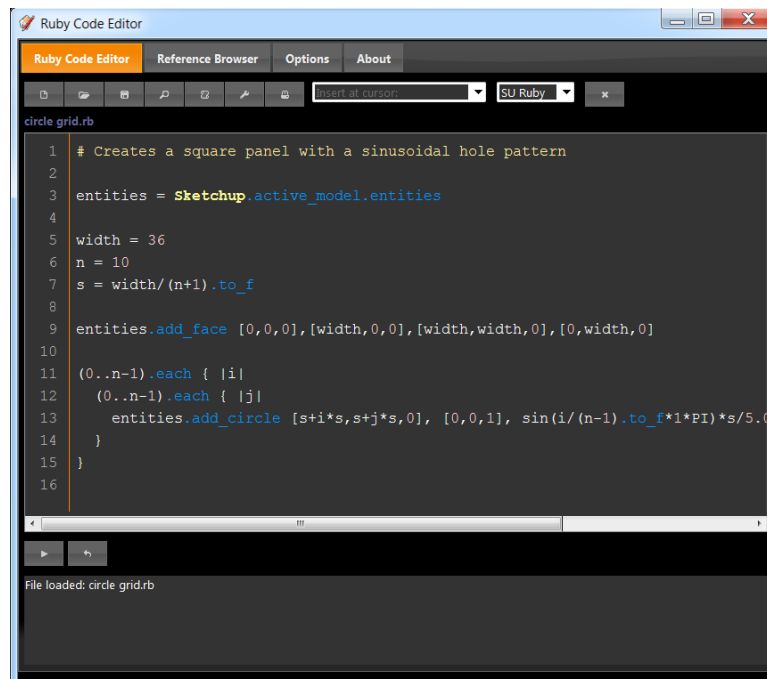 Ruby Code Editor
Ruby Code Editor Reference Browser Options About
Insert at cursor: SU Ruby
circle grid.rb
1 # Creates a square panel with a sinusoidal hole pattern
2
3 entities = Sketchup.active_model.entities
4
5 width = 36
6 n = 10
7 s = width/(n+1).to_f
8
9 entities.add_face [0,0,0],[width,0,0],[width,width,0],[0,width,0]
10
11 (0..n-1).each { |i|
12   (0..n-1).each { |j|
13     entities.add_circle [s+i*s,s+j*s,0], [0,0,1], sin(i/(n-1).to_f*1*PI)*s/5.0
14   }
15 }
16
File loaded: circle grid.rb